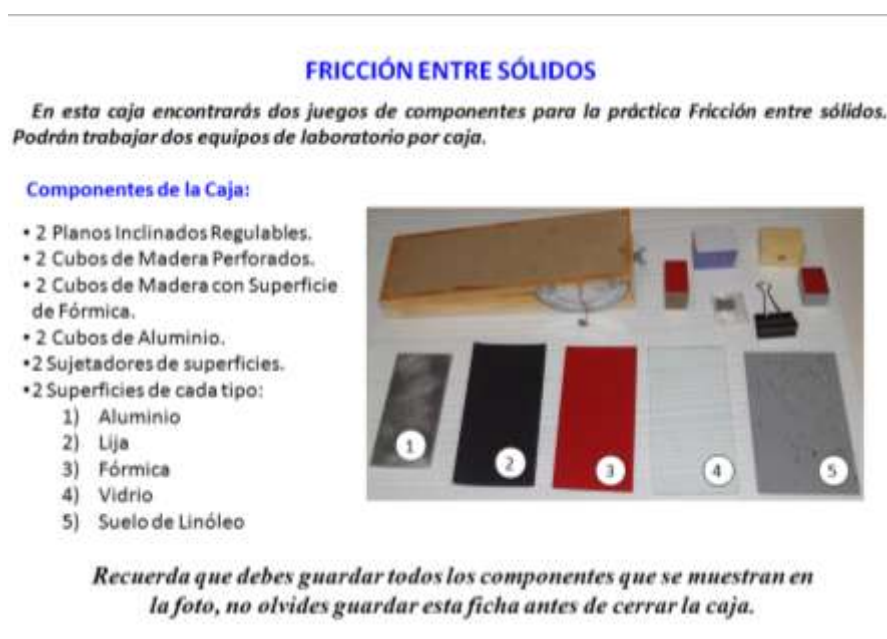 FRICCIÓN ENTRE SÓLIDOS
En esta caja encontrarás dos juegos de componentes para la práctica Fricción entre sólidos.
Podrán trabajar dos equipos de laboratorio por caja.
Componentes de la Caja:
• 2 Planos Inclinados Regulables.
• 2 Cubos de Madera Perforados.
• 2 Cubos de Madera con Superficie
de Fórmica.
• 2 Cubos de Aluminio.
•2 Sujetadores de superficies.
•2 Superficies de cada tipo:
1) Aluminio
2) Lija
3) Fórmica
4) Vidrio
5) Suelo de Linóleo
1
2
3
4
5
Recuerda que debes guardar todos los componentes que se muestran en
la foto, no olvides guardar esta ficha antes de cerrar la caja.